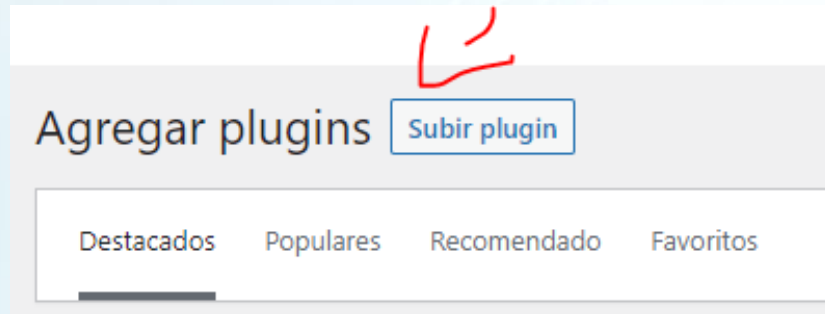 Agregar plugins Subir plugin
Destacados Populares Recomendado Favoritos